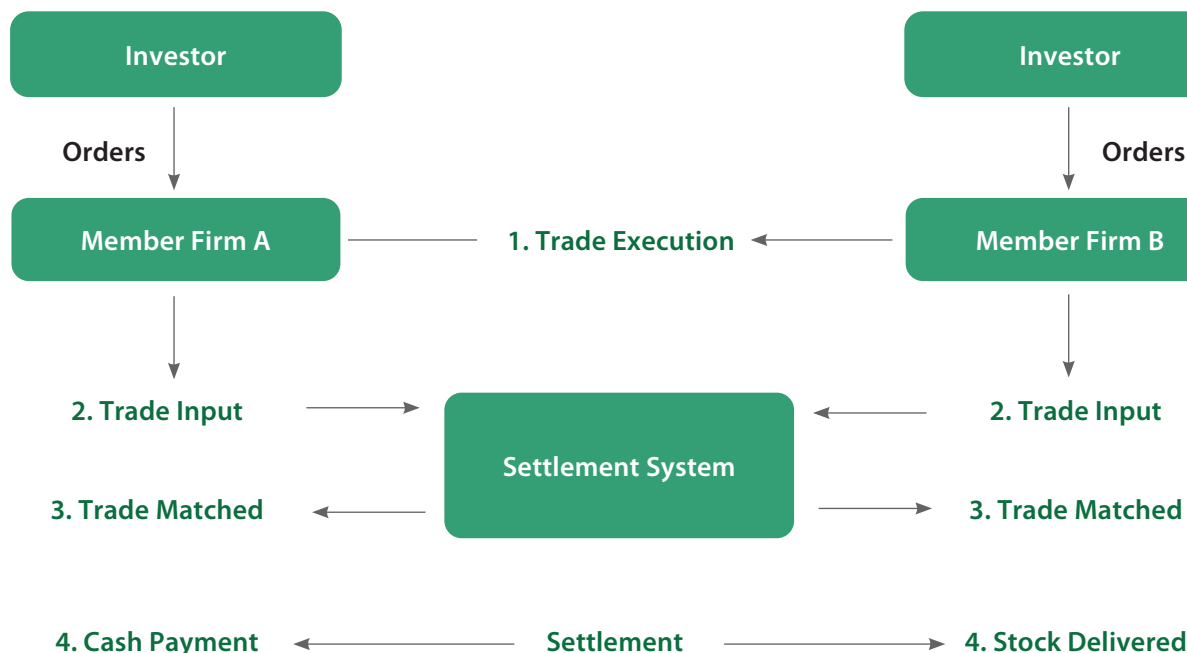 Investor
Investor
Orders
Orders
Member Firm A
1. Trade Execution
Member Firm B
2. Trade Input
2. Trade Input
Settlement System
3. Trade Matched
3. Trade Matched
4. Cash Payment
Settlement
4. Stock Delivered